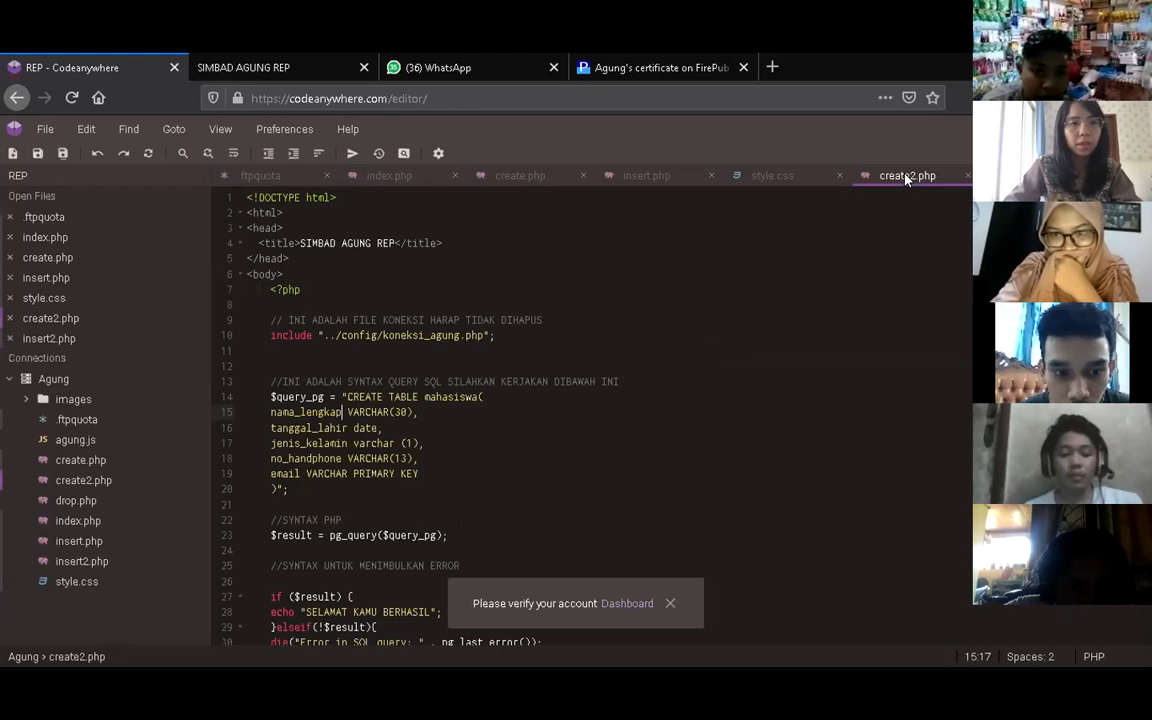 REP - Codeanywhere
SIMBAD AGUNG REP
(36) WhatsApp
Agung's certificate on FirePub
https://codeanywhere.com/editor/
File Edit Find Goto View Preferences Help
REP
ftpquota index.php create.php insert.php style.css create2.php
Open Files
.ftpquota
index.php
create.php
insert.php
style.css
create2.php
insert2.php
Connections
Agung
images
.ftpquota
JS agung.js
create.php
create2.php
drop.php
index.php
insert.php
insert2.php
style.css
1 <!DOCTYPE html>
2 <html>
3 <head>
4 <title>SIMBAD AGUNG REP</title>
5 </head>
6 <body>
7 <?php
8
9 // INI ADALAH FILE KONEKSI HARAP TIDAK DIHAPUS
10 include "../config/koneksi_agung.php";
11
12
13 //INI ADALAH SYNTAX QUERY SQL SILAHKAN KERJAKAN DIBAWAH INI
14 $query_pg = "CREATE TABLE mahasiswa(
15 nama_lengkap VARCHAR(30),
16 tanggal_lahir date,
17 jenis_kelamin varchar (1),
18 no_handphone VARCHAR(13),
19 email VARCHAR PRIMARY KEY
20 )";
21
22 //SYNTAX PHP
23 $result = pg_query($query_pg);
24
25 //SYNTAX UNTUK MENIMBULKAN ERROR
26
27 if ($result) {
28 echo "SELAMAT KAMU BERHASIL";
29 }elseif(!$result){
30 die("Error in SQL query: " . pg_last_error());
Please verify your account Dashboard
Agung > create2.php
15:17 Spaces: 2 PHP